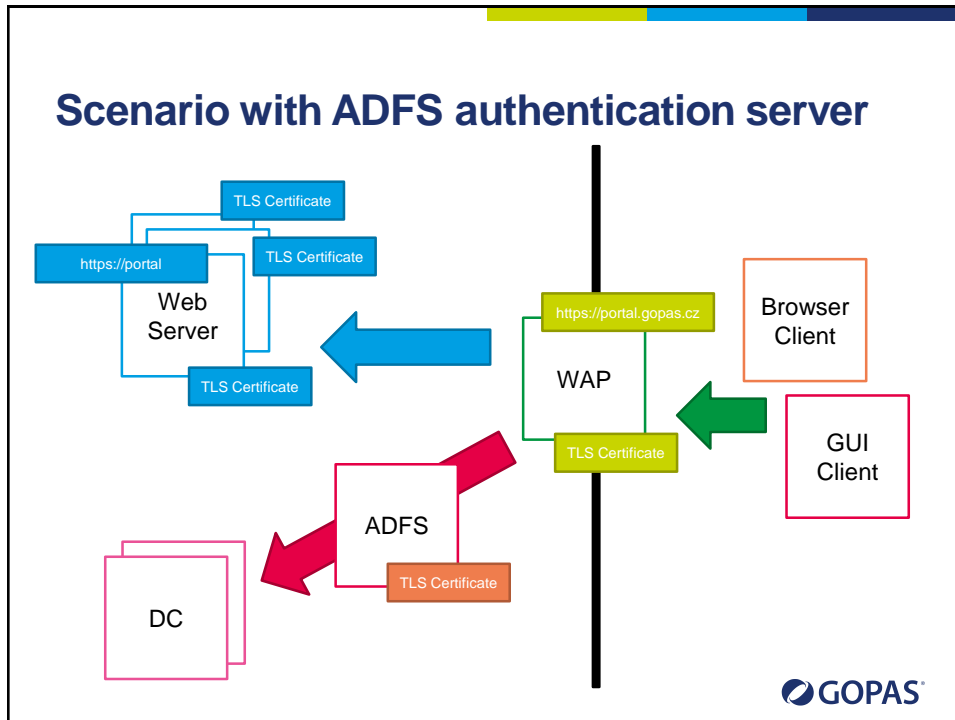 Scenario with ADFS authentication server
TLS Certificate
https://portal
TLS Certificate
Web
Server
TLS Certificate
https://portal.gopas.cz
WAP
TLS Certificate
Browser
Client
GUI
Client
ADFS
TLS Certificate
DC
GOPAS